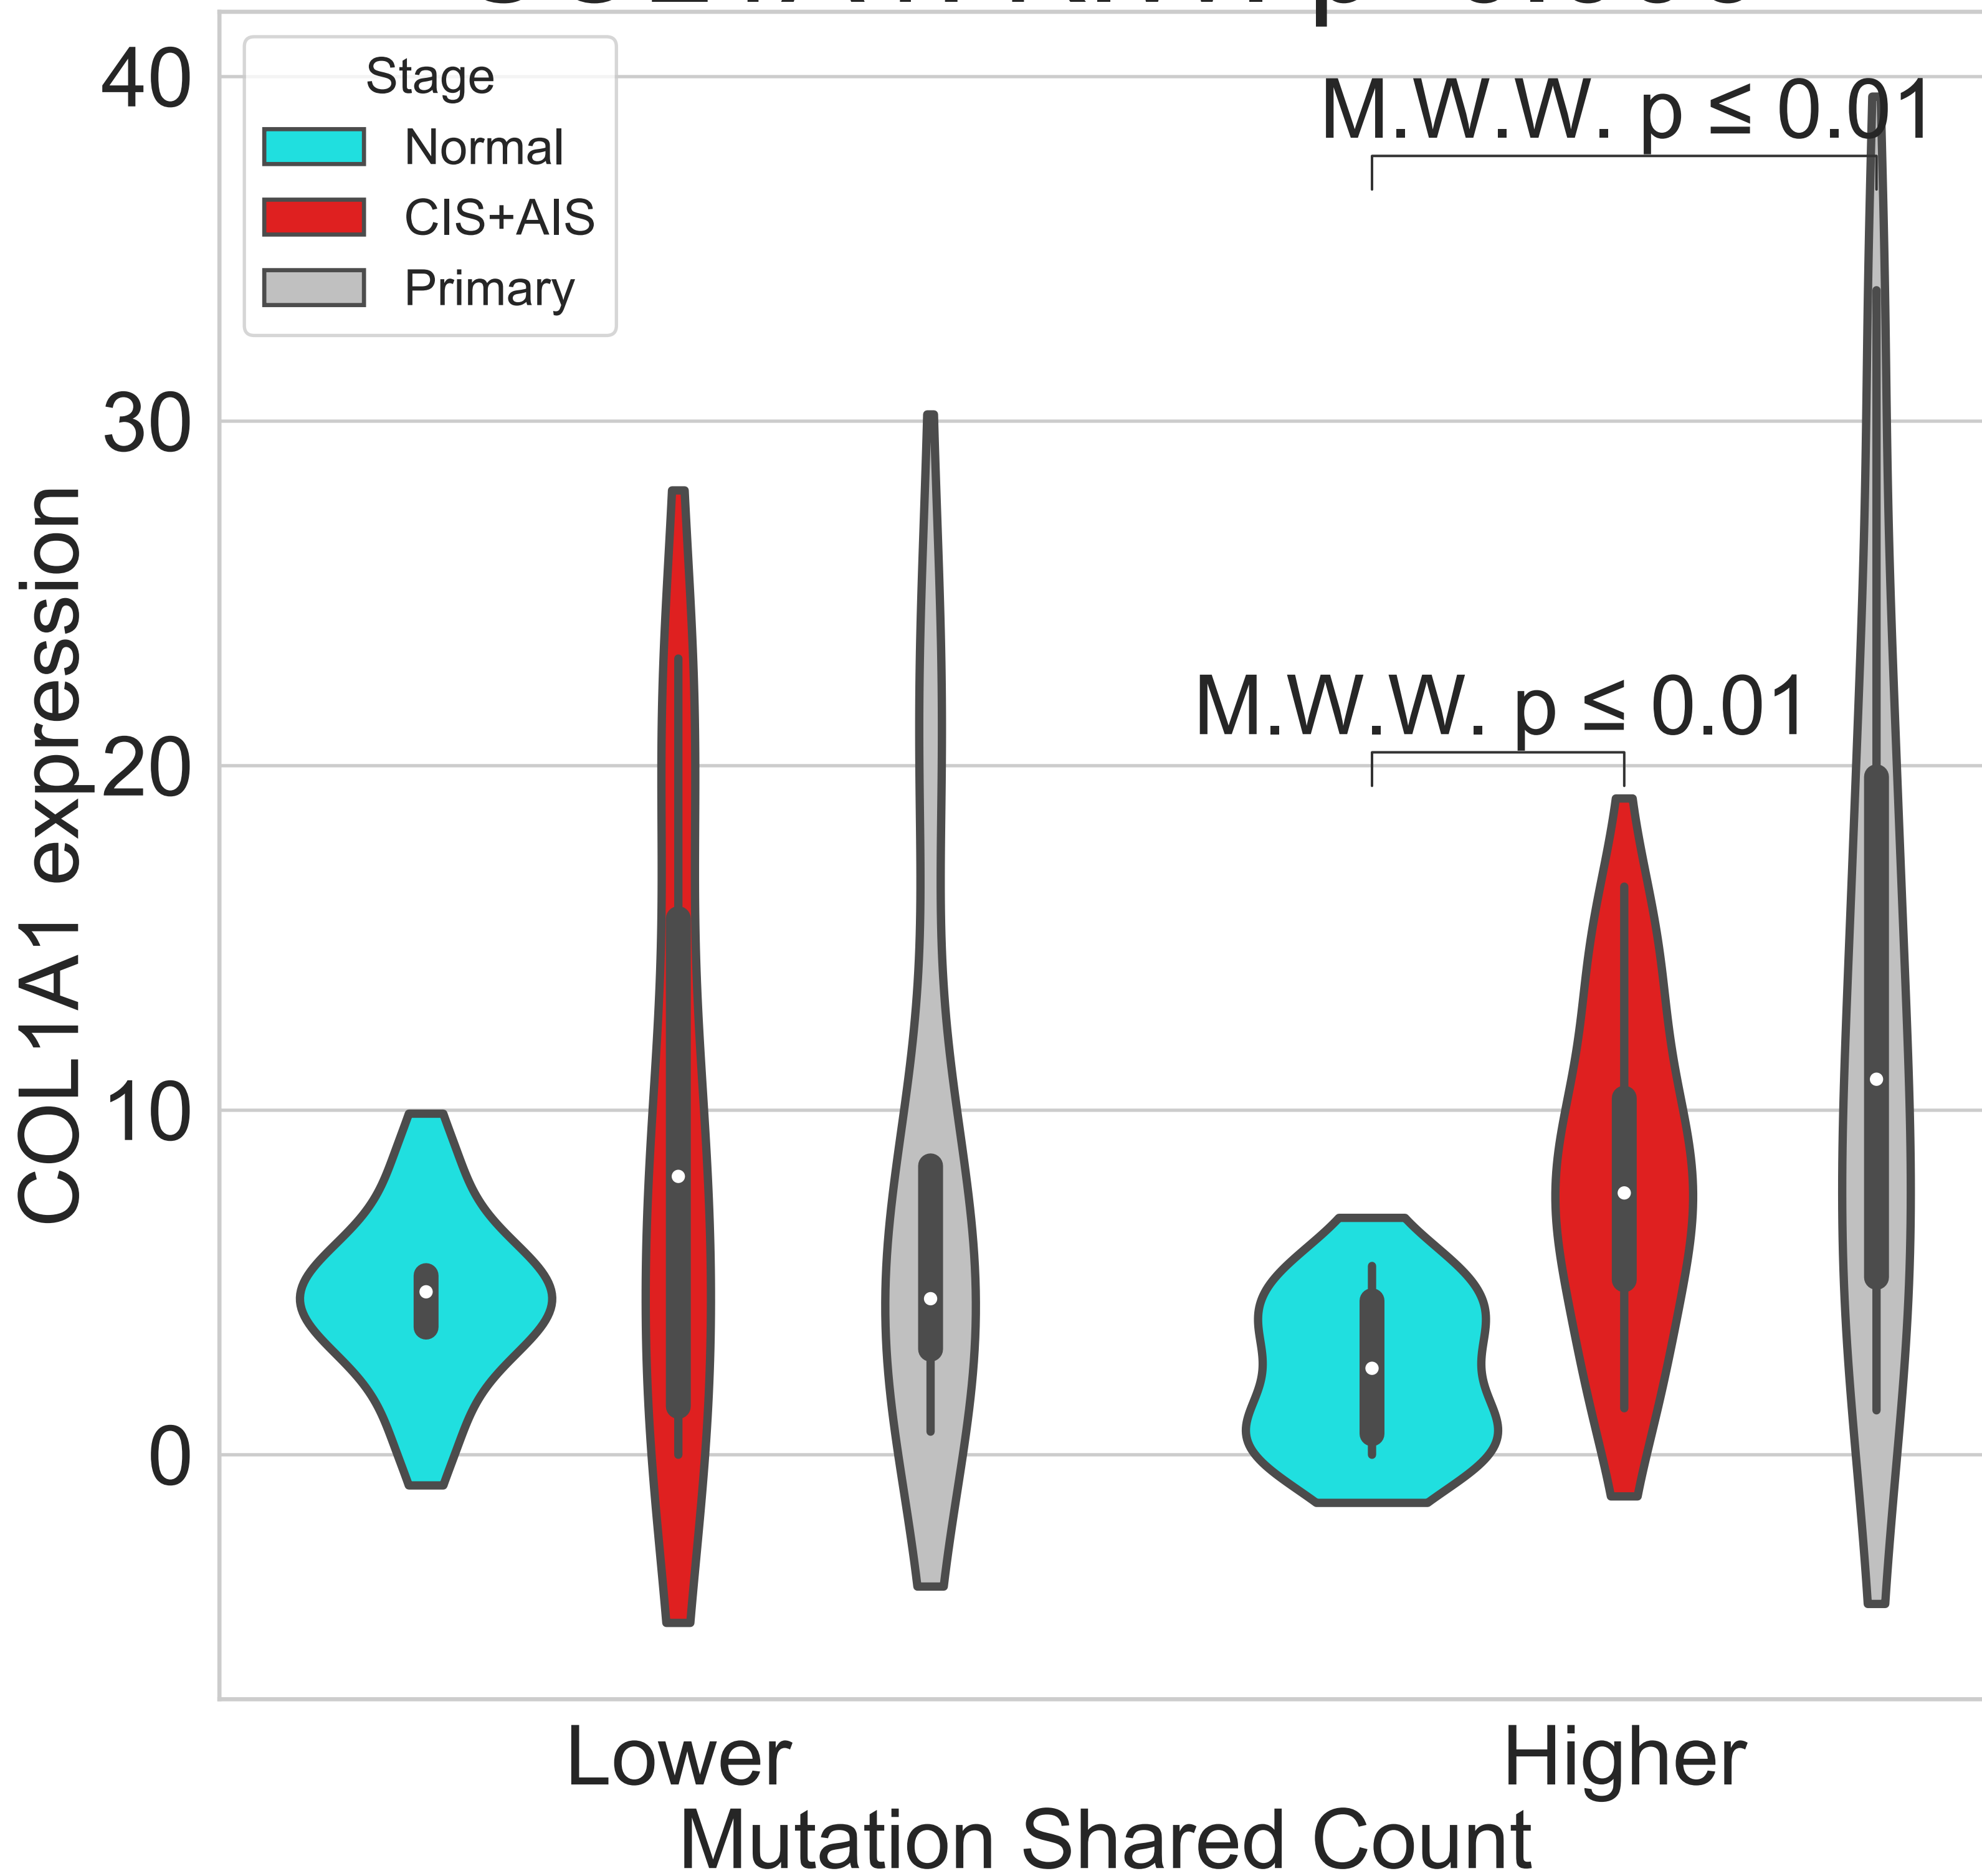 40
30
20
10
0
COL1A1 expression
Stage
Normal
CIS+AIS
Primary
M.W.W. p ≤ 0.01
M.W.W. p ≤ 0.01
Lower
Higher
Mutation Shared Count